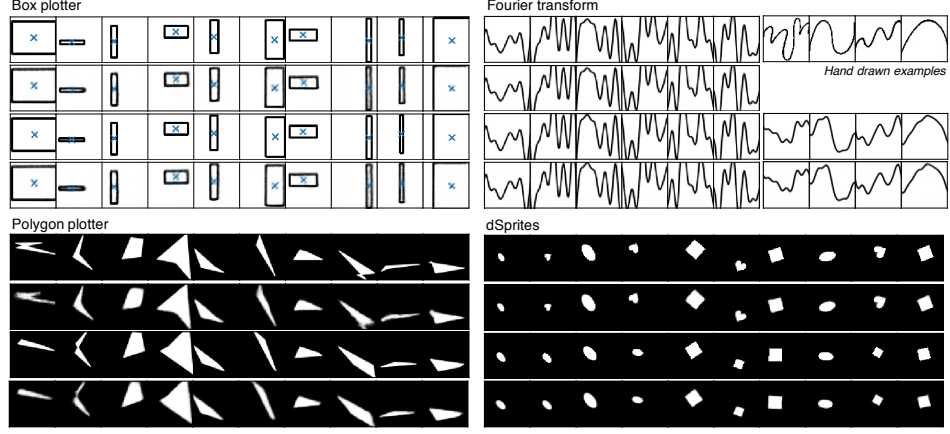 Box plotter
Fourier transform
Hand drawn examples
Polygon plotter
dSprites